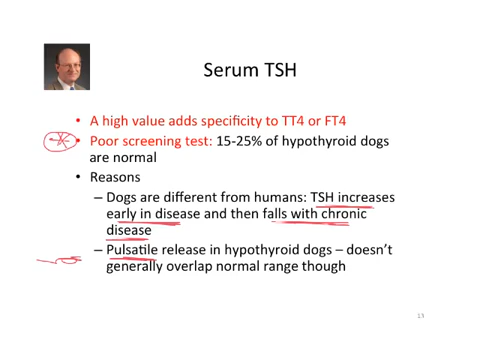 Serum TSH
• A high value adds specificity to TT4 or FT4
• Poor screening test: 15-25% of hypothyroid dogs
are normal
• Reasons
– Dogs are different from humans: TSH increases
early in disease and then falls with chronic
disease
– Pulsatile release in hypothyroid dogs – doesn't
generally overlap normal range though
13